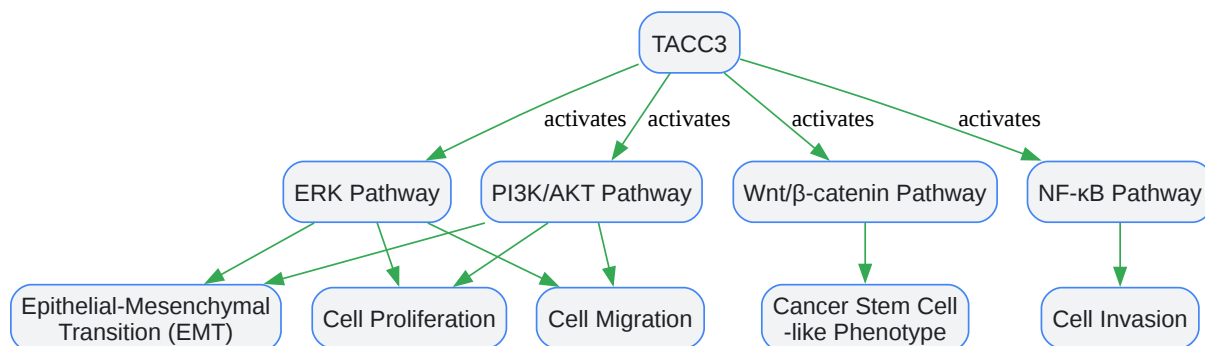 TACC3
activates
activates
activates
activates
ERK Pathway
PI3K/AKT Pathway
Wnt/β-catenin Pathway
NF-κB Pathway
Epithelial-Mesenchymal
Transition (EMT)
Cell Proliferation
Cell Migration
Cancer Stem Cell
-like Phenotype
Cell Invasion